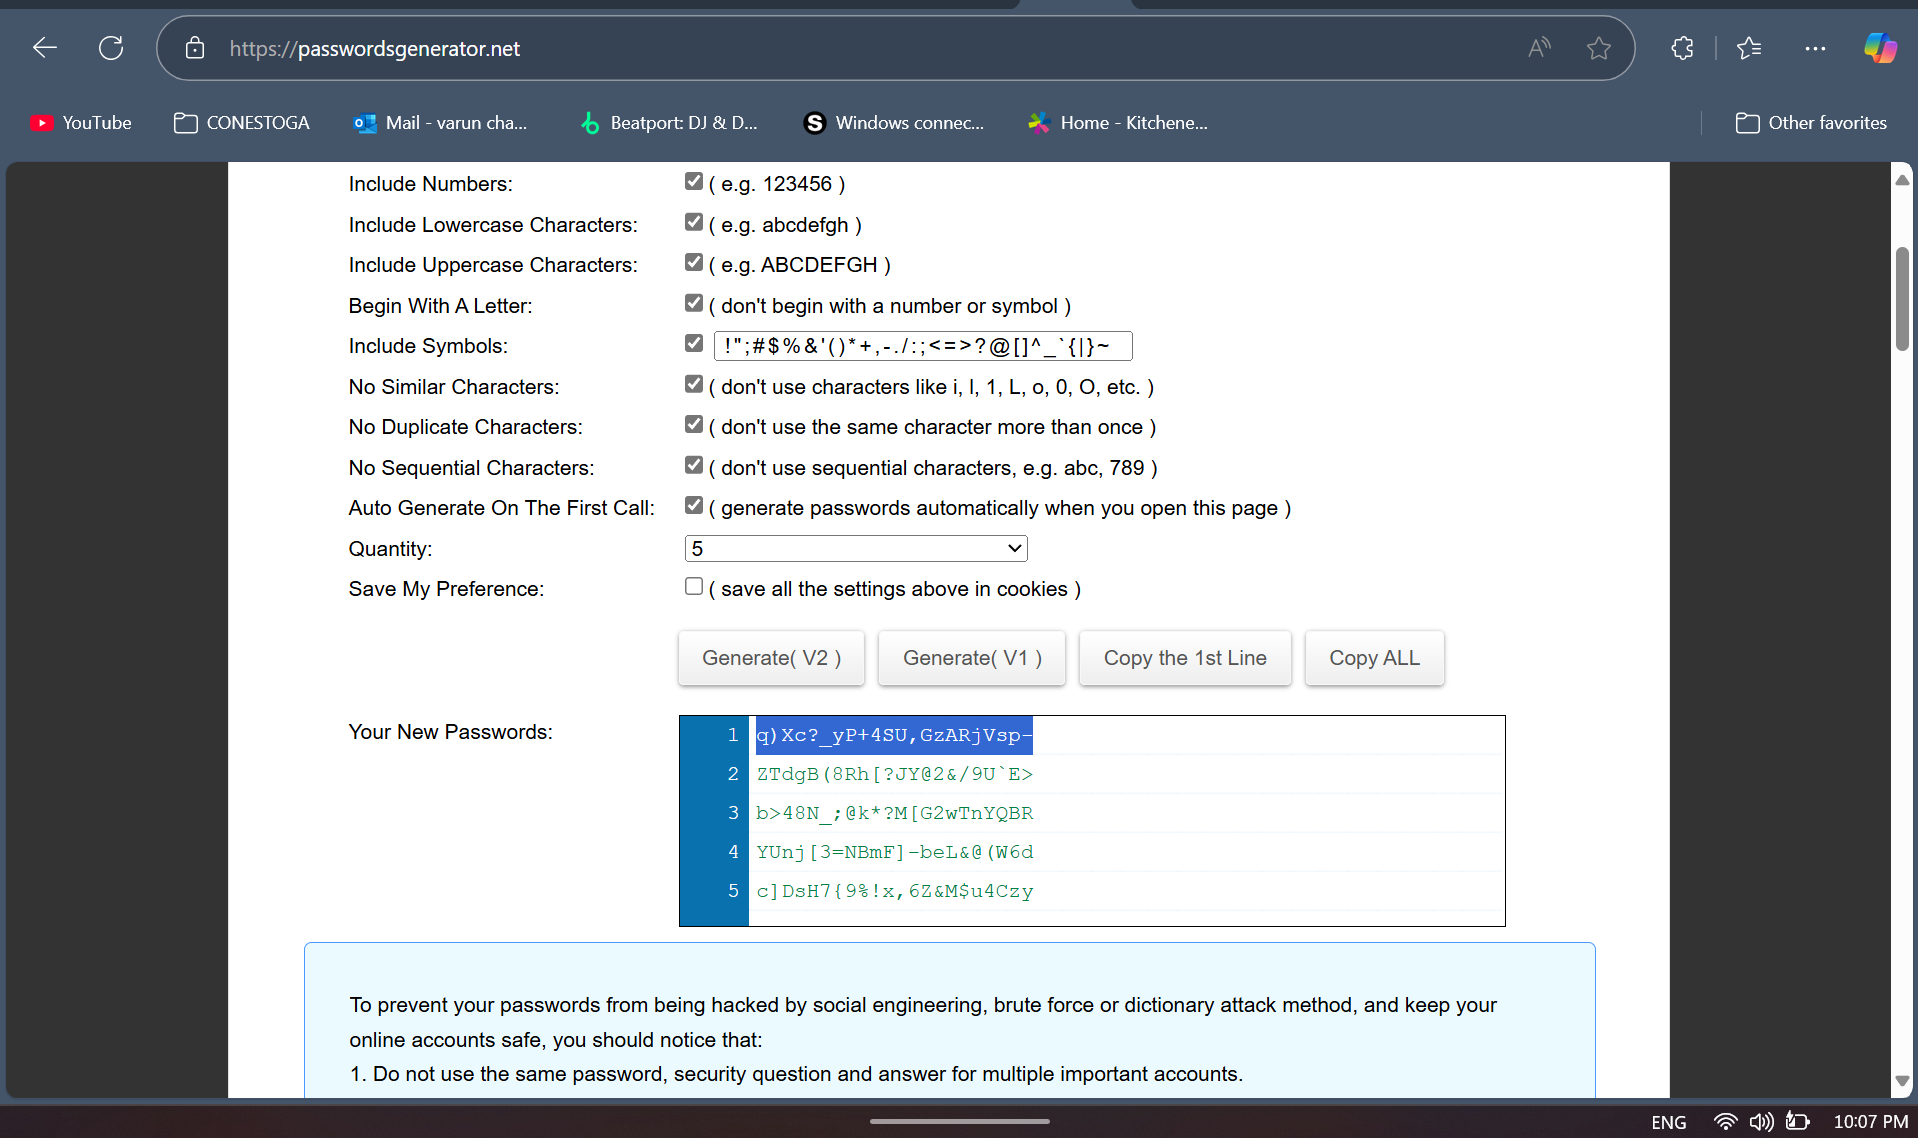 https://passwordsgenerator.net
YouTube CONESTOGA Mail - varun cha... Beatport: DJ & D... Windows connec... Home - Kitchene... Other favorites
Include Numbers: ( e.g. 123456 )
Include Lowercase Characters: ( e.g. abcdefgh )
Include Uppercase Characters: ( e.g. ABCDEFGH )
Begin With A Letter: ( don't begin with a number or symbol )
Include Symbols: !";#$%&'()*+,-./:;<=>?@[]^_`{|}~
No Similar Characters: ( don't use characters like i, l, 1, L, o, 0, O, etc. )
No Duplicate Characters: ( don't use the same character more than once )
No Sequential Characters: ( don't use sequential characters, e.g. abc, 789 )
Auto Generate On The First Call: ( generate passwords automatically when you open this page )
Quantity: 5
Save My Preference: ( save all the settings above in cookies )
Generate( V2 ) Generate( V1 ) Copy the 1st Line Copy ALL
Your New Passwords:
1 q)Xc?_yP+4SU,GzARjVsp-
2 ZTdgB(8Rh[?JY@2&/9U`E>
3 b>48N_;@k*?M[G2wTnYQBR
4 YUnj[3=NBmF]-beL&@(W6d
5 c]DsH7{9%!x,6Z&M$u4Czy
To prevent your passwords from being hacked by social engineering, brute force or dictionary attack method, and keep your
online accounts safe, you should notice that:
1. Do not use the same password, security question and answer for multiple important accounts.
ENG 10:07 PM